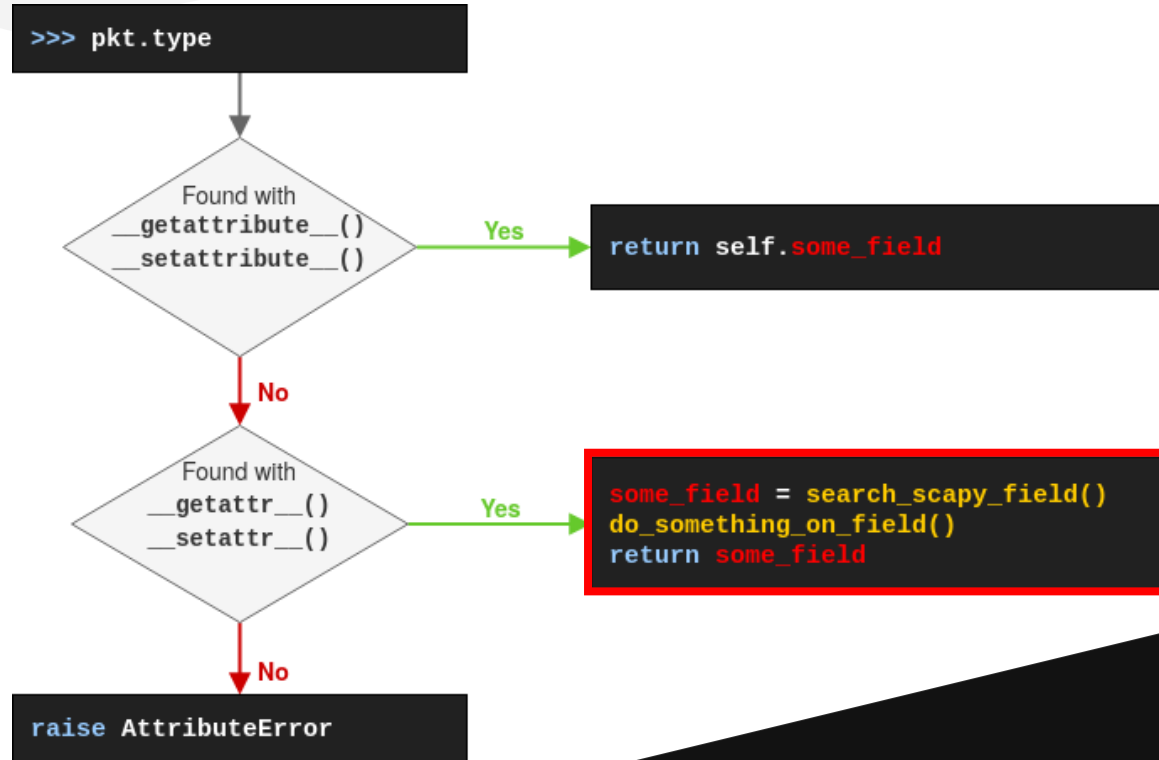 >>> pkt.type
Found with
__getattribute__()
__setattribute__()
Yes
return self.some_field
No
Found with
__getattr__()
__setattr__()
Yes
some_field = search_scapy_field()
do_something_on_field()
return some_field
No
raise AttributeError